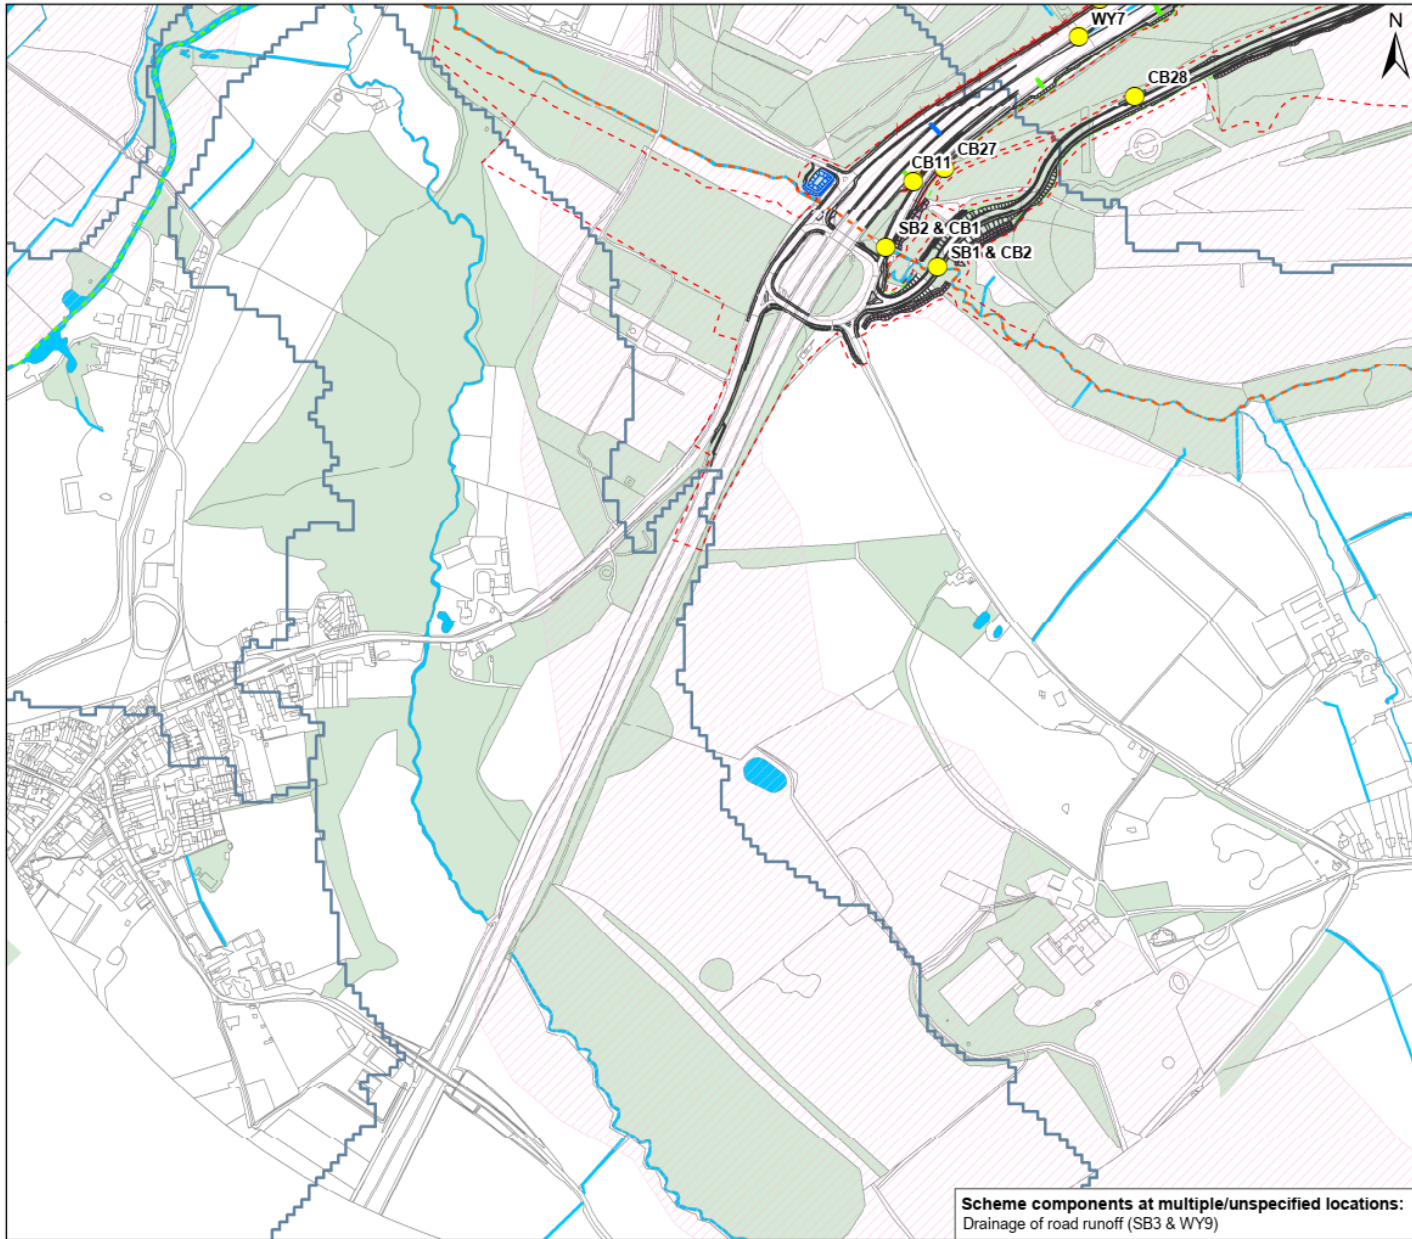 N
WY7
CB28
CB27
CB11
SB2 & CB1
SB1 & CB2
Scheme components at multiple/unspecified locations:
Drainage of road runoff (SB3 & WY9)